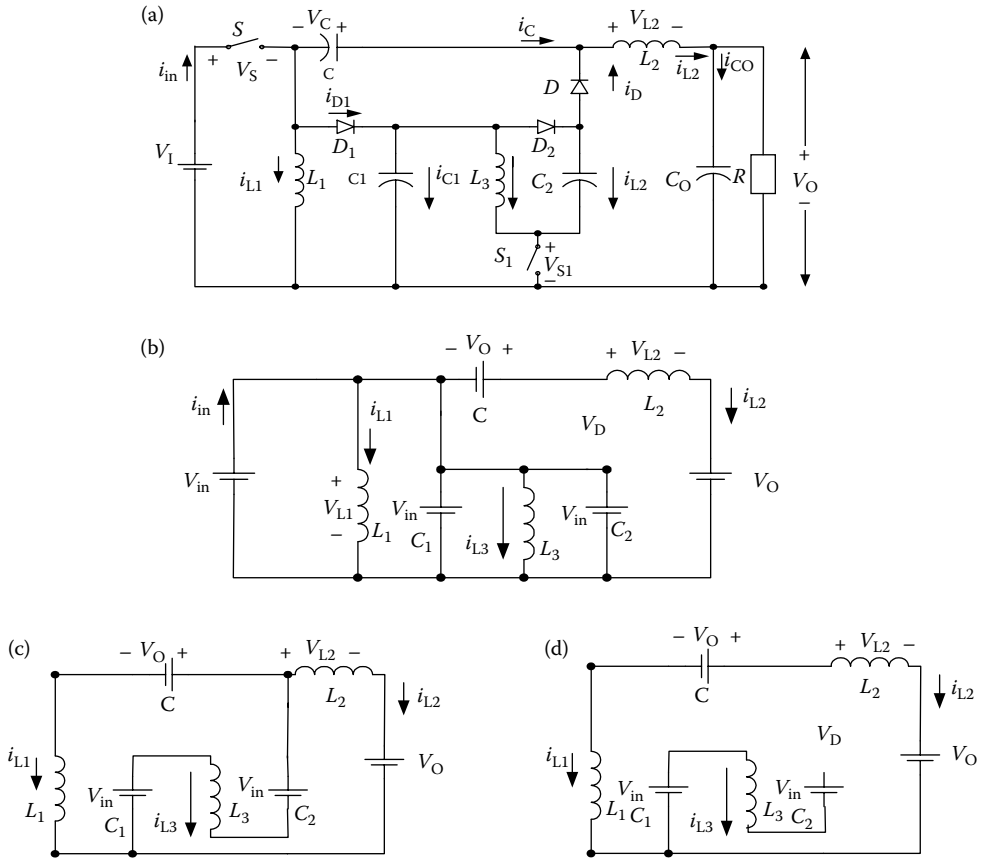 (a)
− V_C +
i_C
+ V_L2 −
S
C
L_2
i_L2
i_CO
i_in
+ V_S −
D
i_D
i_D1
D_1
D_2
V_I
i_L1
L_1
C1
i_C1
L_3
C_2
i_L2
C_O
R
+
V_O
−
S_1
+
V_S1
−
(b)
− V_O +
+ V_L2 −
i_in
i_L1
C
L_2
i_L2
V_D
V_in
+
V_L1
−
L_1
V_in
C_1
i_L3
L_3
V_in
C_2
V_O
(c)
− V_O +
+ V_L2 −
C
L_2
i_L2
i_L1
L_1
V_in
C_1
i_L3
L_3
V_in
C_2
V_O
(d)
− V_O +
+ V_L2 −
C
L_2
i_L2
V_D
i_L1
L_1
V_in
C_1
i_L3
L_3
V_in
C_2
V_O